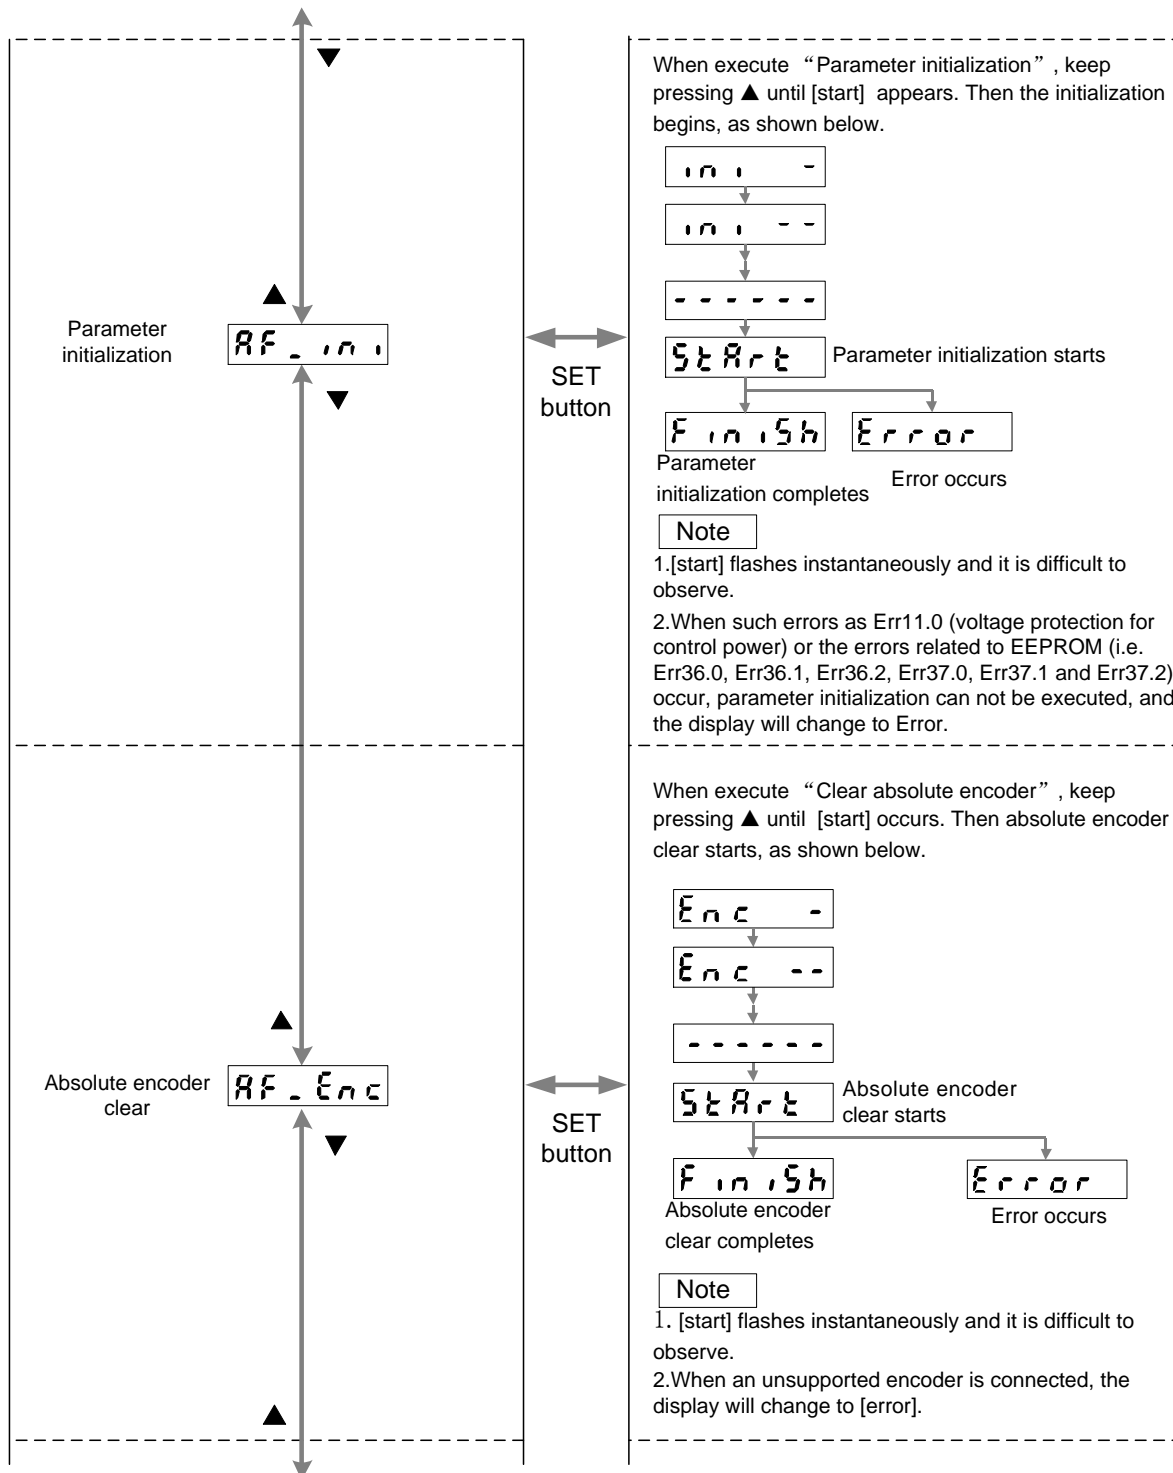 When execute “Parameter initialization”, keep
pressing ▲ until [start] appears. Then the initialization
begins, as shown below.
ini -
ini --
------
Parameter
initialization
AF_ini
SET
button
StArt
Parameter initialization starts
FiniSh
Error
Parameter
initialization completes
Error occurs
Note
1.[start] flashes instantaneously and it is difficult to
observe.
2.When such errors as Err11.0 (voltage protection for
control power) or the errors related to EEPROM (i.e.
Err36.0, Err36.1, Err36.2, Err37.0, Err37.1 and Err37.2)
occur, parameter initialization can not be executed, and
the display will change to Error.
When execute “Clear absolute encoder”, keep
pressing ▲ until [start] occurs. Then absolute encoder
clear starts, as shown below.
Enc -
Enc --
------
Absolute encoder
clear
AF_Enc
SET
button
StArt
Absolute encoder
clear starts
FiniSh
Error
Absolute encoder
clear completes
Error occurs
Note
1. [start] flashes instantaneously and it is difficult to
observe.
2.When an unsupported encoder is connected, the
display will change to [error].